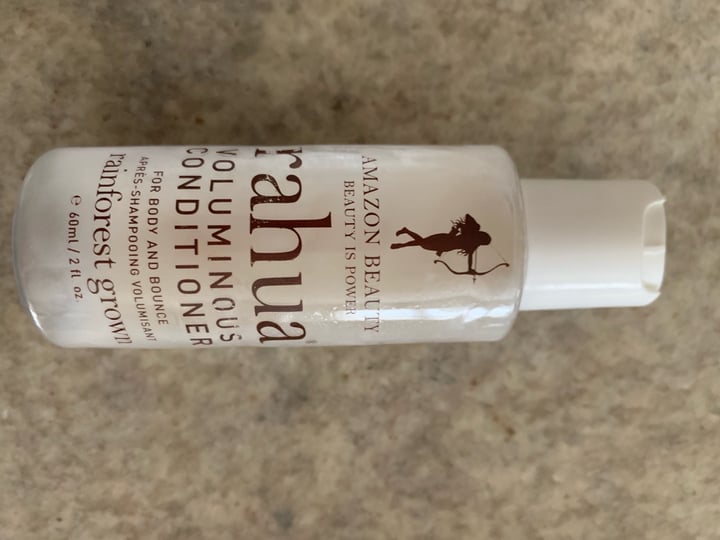 AMAZON BEAUTY
BEAUTY IS POWER
rahua
VOLUMINOUS
CONDITIONER
FOR BODY AND BOUNCE
APRÈS-SHAMPOOING VOLUMISANT
rainforest grown
℮ 60mL / 2 fl oz.